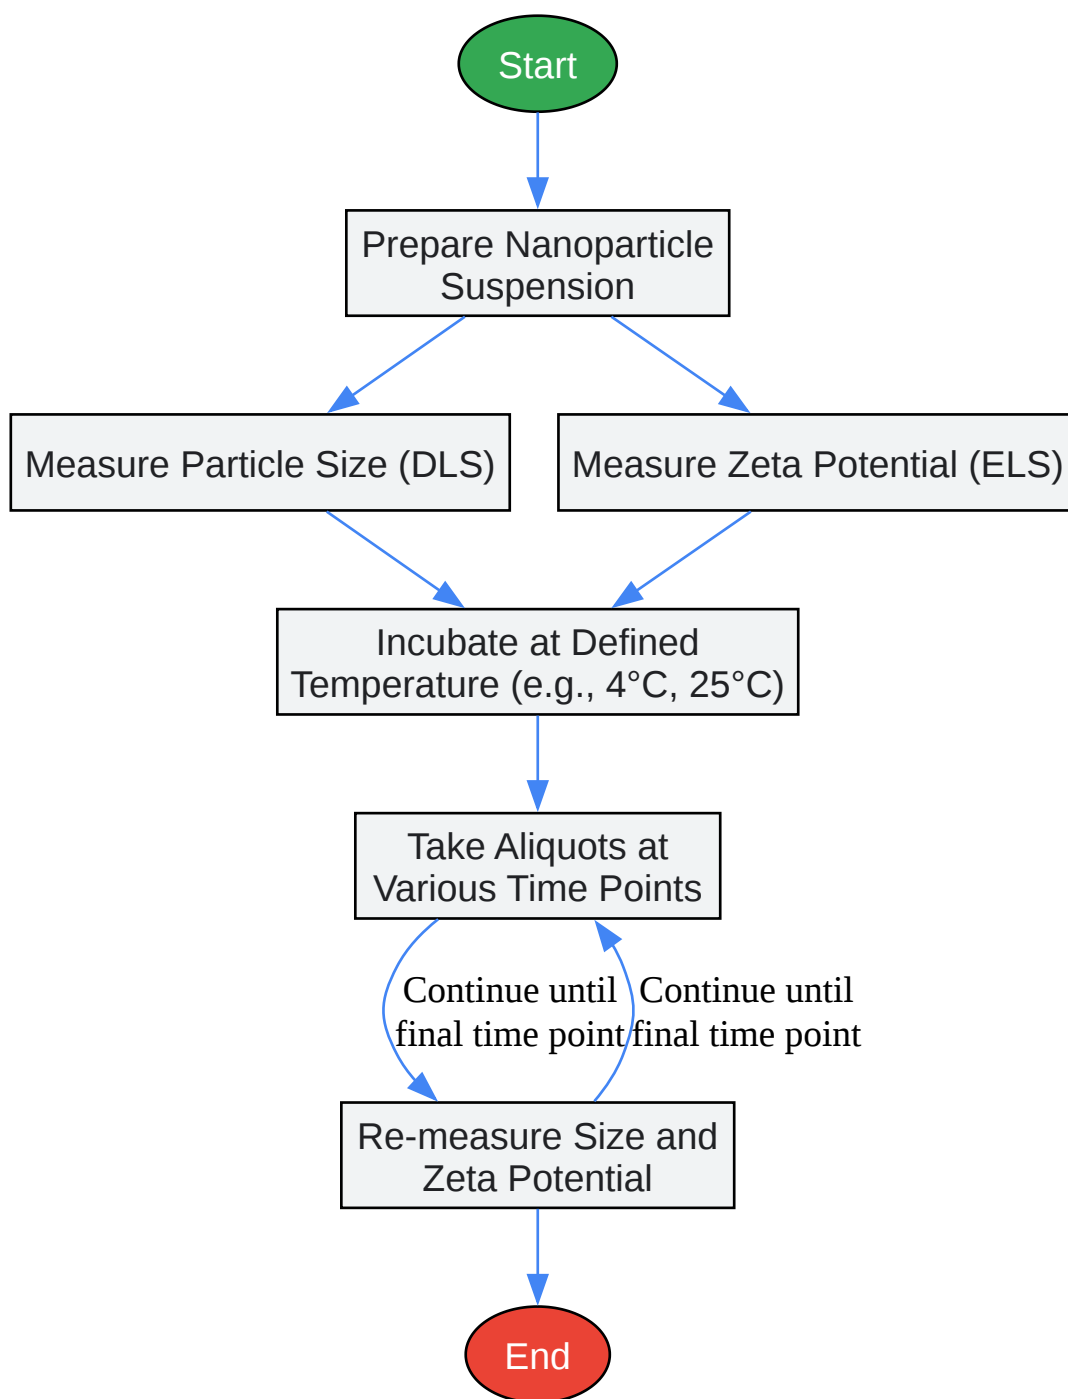 Start
Prepare Nanoparticle
Suspension
Measure Particle Size (DLS)
Measure Zeta Potential (ELS)
Incubate at Defined
Temperature (e.g., 4°C, 25°C)
Take Aliquots at
Various Time Points
Continue until
final time point
Continue until
final time point
Re-measure Size and
Zeta Potential
End